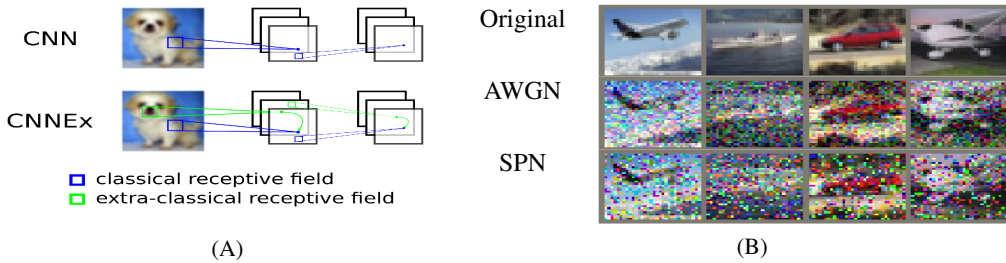 CNN
CNNEx
classical receptive field
extra-classical receptive field
(A)
Original
AWGN
SPN
(B)